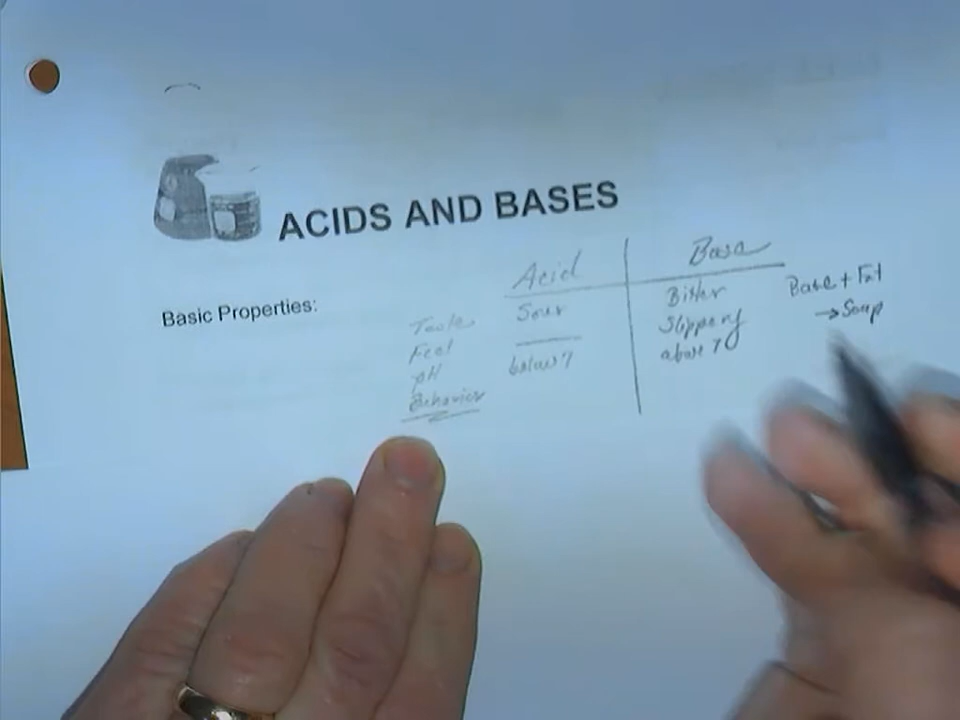 ACIDS AND BASES
Basic Properties:
Acid Base
Taste Sour Bitter
Feel — Slippery
pH below 7 above 7
Behavior
Base + Fat
→ Soap